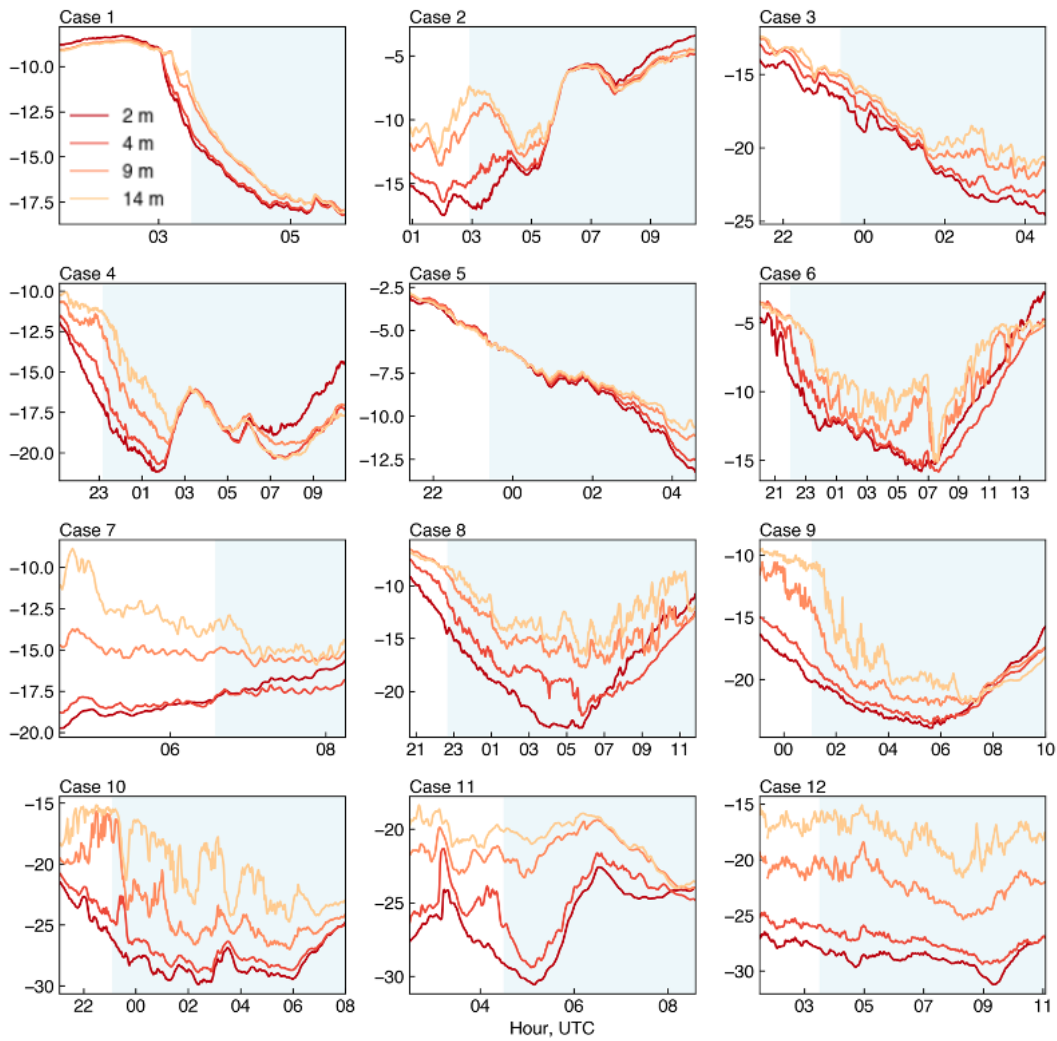 Case 1
−10.0
−12.5
−15.0
−17.5
2 m
4 m
9 m
14 m
03 05
Case 2
−5
−10
−15
01 03 05 07 09
Case 3
−15
−20
−25
22 00 02 04
Case 4
−10.0
−12.5
−15.0
−17.5
−20.0
23 01 03 05 07 09
Case 5
−2.5
−5.0
−7.5
−10.0
−12.5
22 00 02 04
Case 6
−5
−10
−15
21 23 01 03 05 07 09 11 13
Case 7
−10.0
−12.5
−15.0
−17.5
−20.0
06 08
Case 8
−10
−15
−20
21 23 01 03 05 07 09 11
Case 9
−10
−20
00 02 04 06 08 10
Case 10
−15
−20
−25
−30
22 00 02 04 06 08
Case 11
−20
−25
−30
04 06 08
Case 12
−15
−20
−25
−30
03 05 07 09 11
Hour, UTC